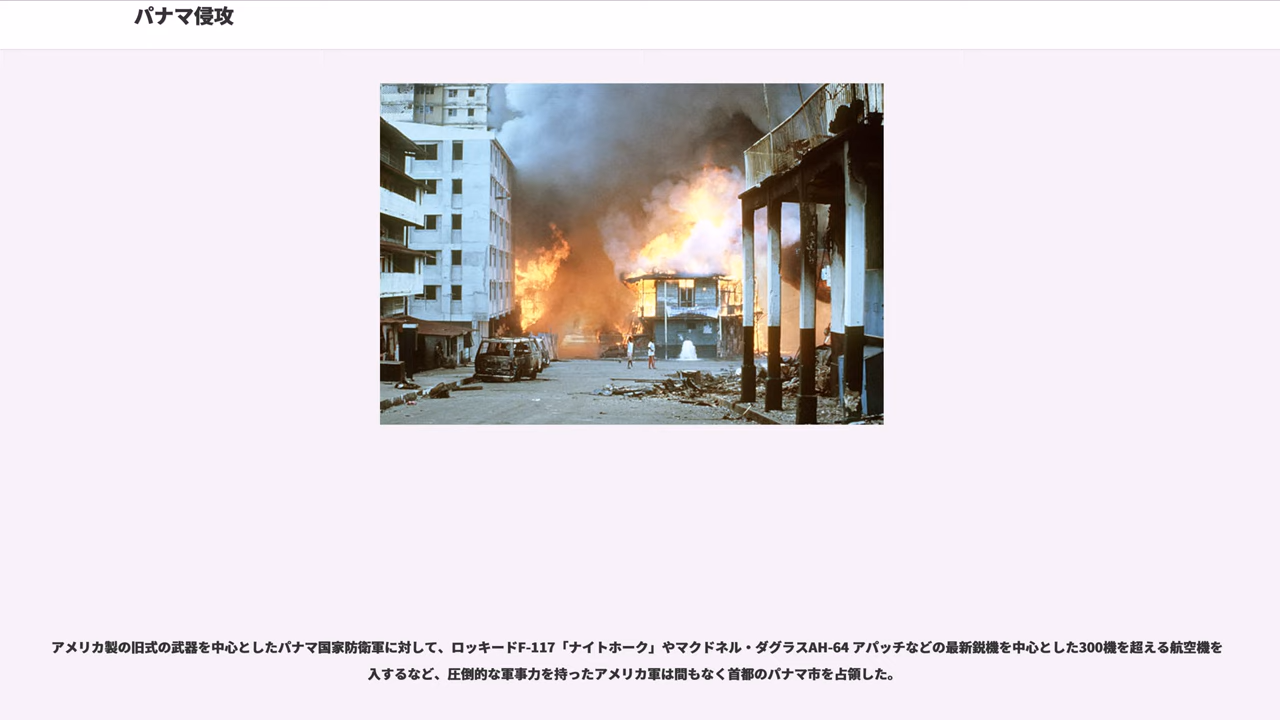 パナマ侵攻
アメリカ製の旧式の武器を中心としたパナマ国家防衛軍に対して、ロッキードF-117「ナイトホーク」やマクドネル・ダグラスAH-64 アパッチなどの最新鋭機を中心とした300機を超える航空機を
入するなど、圧倒的な軍事力を持ったアメリカ軍は間もなく首都のパナマ市を占領した。